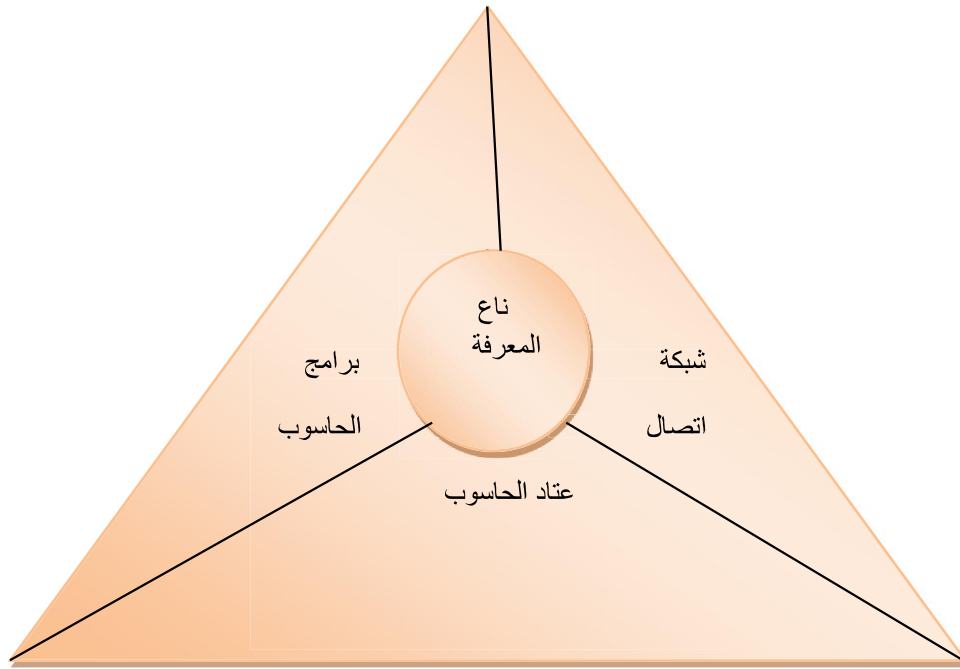 ناع
المعرفة
شبكة
اتصال
برامج
الحاسوب
عتاد الحاسوب